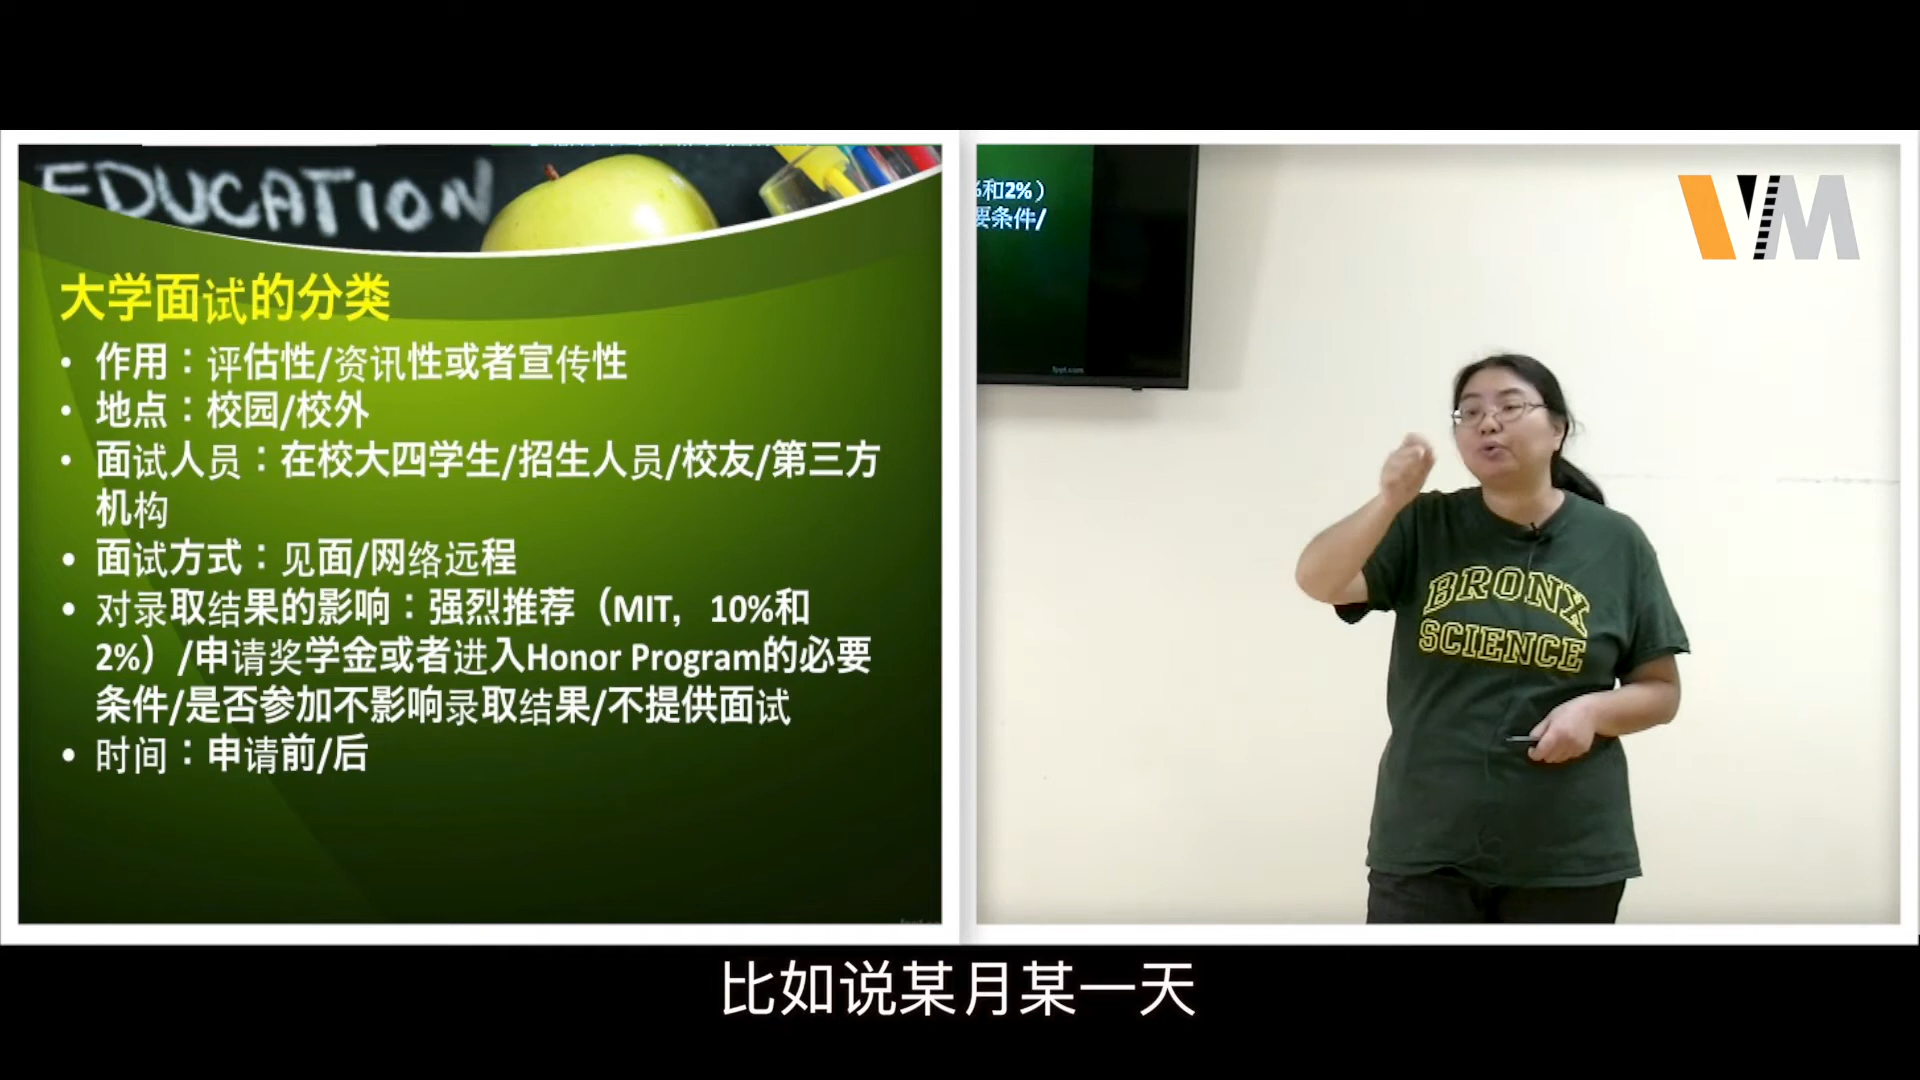 EDUCATION
大学面试的分类
• 作用：评估性/资讯性或者宣传性
• 地点：校园/校外
• 面试人员：在校大四学生/招生人员/校友/第三方
机构
• 面试方式：见面/网络远程
• 对录取结果的影响：强烈推荐（MIT，10%和
2%）/申请奖学金或者进入Honor Program的必要
条件/是否参加不影响录取结果/不提供面试
• 时间：申请前/后
和2%）
要条件/
fppt.com
VM
BRONX
SCIENCE
比如说某月某一天